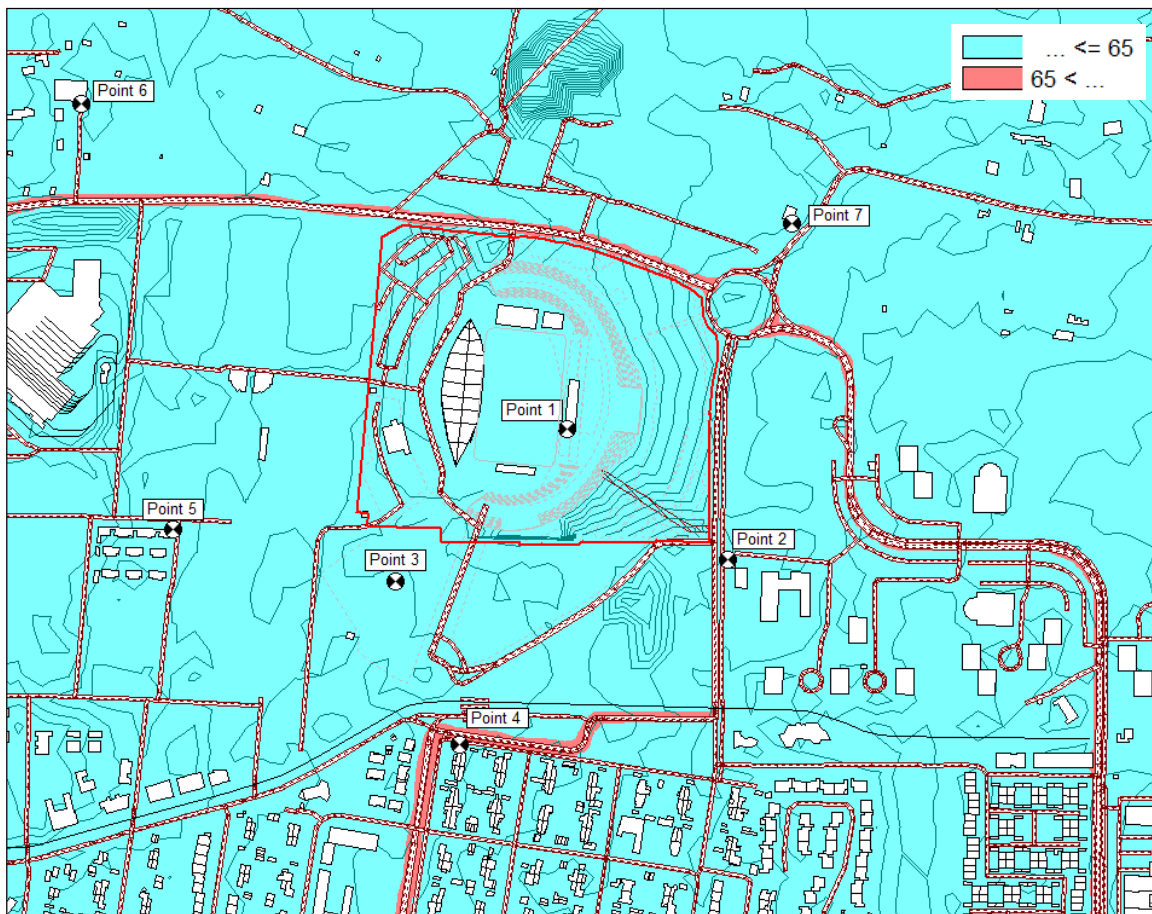 ... <= 65
65 < ...
Point 6
Point 7
Point 1
Point 5
Point 2
Point 3
Point 4